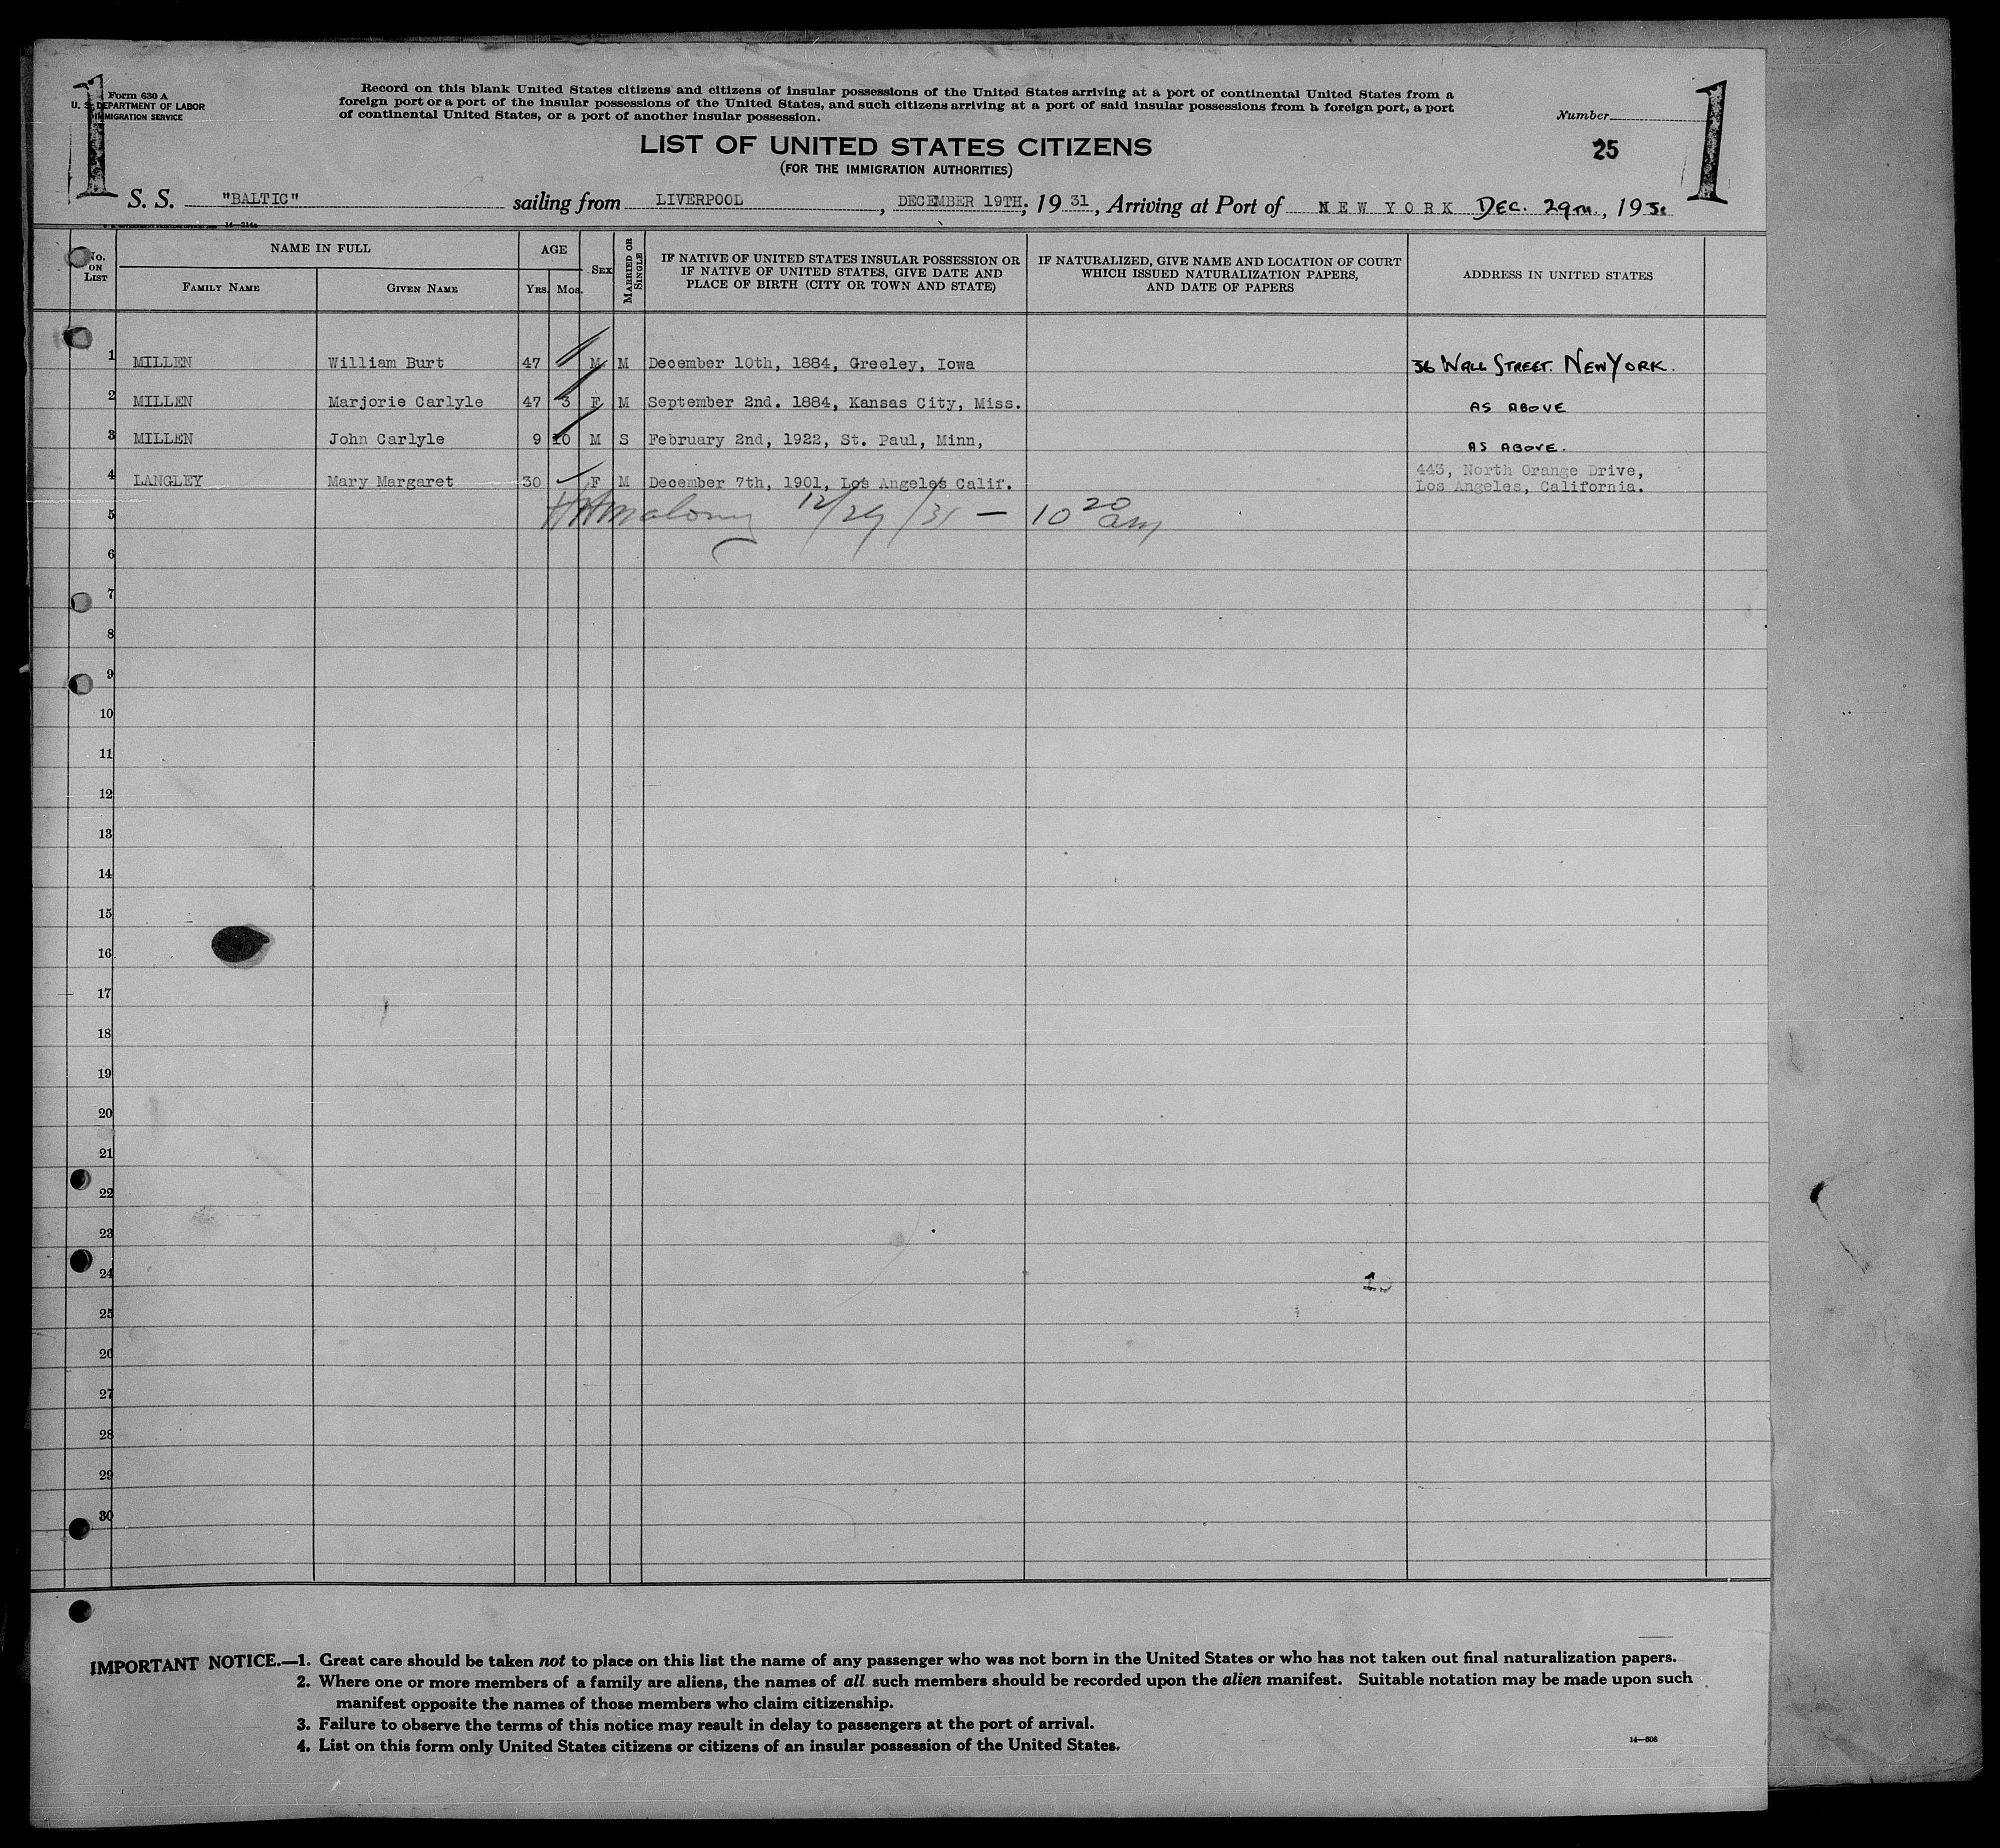 1
Form 630 A
U. S. DEPARTMENT OF LABOR
IMMIGRATION SERVICE
Record on this blank United States citizens and citizens of insular possessions of the United States arriving at a port of continental United States from a
foreign port or a port of the insular possessions of the United States, and such citizens arriving at a port of said insular possessions from a foreign port, a port
of continental United States, or a port of another insular possession.
Number
1
LIST OF UNITED STATES CITIZENS
25
(FOR THE IMMIGRATION AUTHORITIES)
S. S. "BALTIC" sailing from LIVERPOOL, DECEMBER 19TH; 19 31, Arriving at Port of NEW YORK DEC. 29TH., 193
No. ON LIST
NAME IN FULL
FAMILY NAME
GIVEN NAME
AGE
YRS. MOS.
SEX
MARRIED OR SINGLE
IF NATIVE OF UNITED STATES INSULAR POSSESSION OR
IF NATIVE OF UNITED STATES, GIVE DATE AND
PLACE OF BIRTH (CITY OR TOWN AND STATE)
IF NATURALIZED, GIVE NAME AND LOCATION OF COURT
WHICH ISSUED NATURALIZATION PAPERS,
AND DATE OF PAPERS
ADDRESS IN UNITED STATES
1 MILLEN William Burt 47 M M December 10th, 1884, Greeley, Iowa 36 WALL STREET. NEW YORK.
2 MILLEN Marjorie Carlyle 47 3 F M September 2nd. 1884, Kansas City, Miss. AS ABOVE
3 MILLEN John Carlyle 9 10 M S February 2nd, 1922, St. Paul, Minn, AS ABOVE.
4 LANGLEY Mary Margaret 30 F M December 7th, 1901, Los Angeles Calif. 443, North Orange Drive,
Los Angeles, California.
5 12/29/31 — 10 20 am
6
7
8
9
10
11
12
13
14
15
16
17
18
19
20
21
22
23
24
25
26
27
28
29
30
IMPORTANT NOTICE.—1. Great care should be taken not to place on this list the name of any passenger who was not born in the United States or who has not taken out final naturalization papers.
2. Where one or more members of a family are aliens, the names of all such members should be recorded upon the alien manifest. Suitable notation may be made upon such
manifest opposite the names of those members who claim citizenship.
3. Failure to observe the terms of this notice may result in delay to passengers at the port of arrival.
4. List on this form only United States citizens or citizens of an insular possession of the United States.
14—508